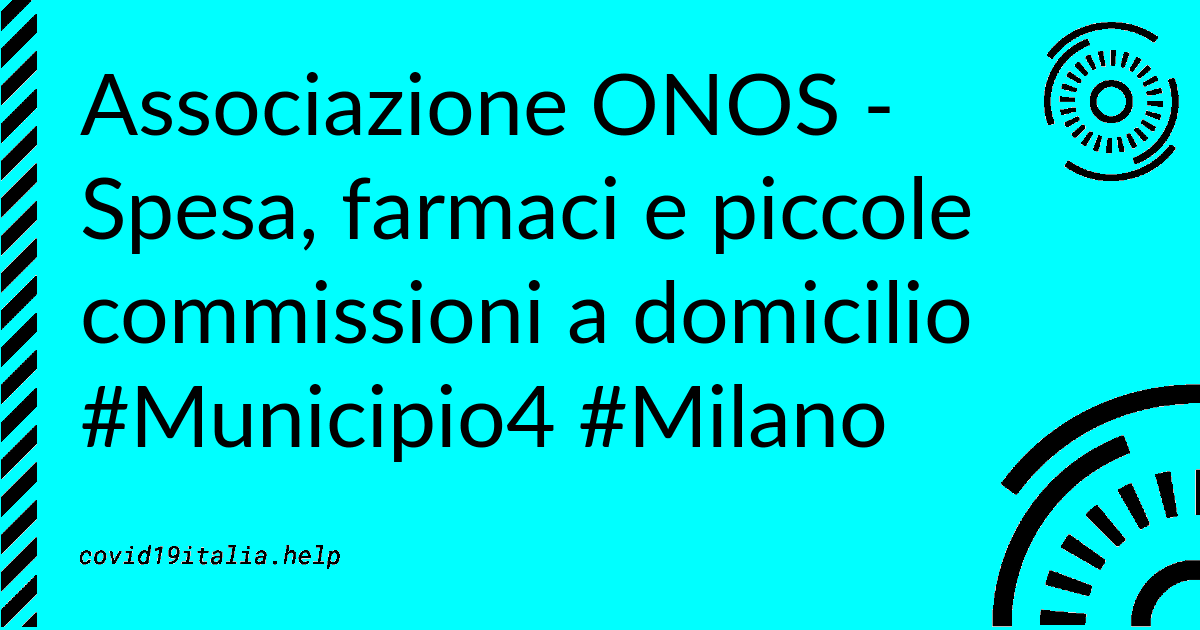 Associazione ONOS -
Spesa, farmaci e piccole
commissioni a domicilio
#Municipio4 #Milano
covid19italia.help